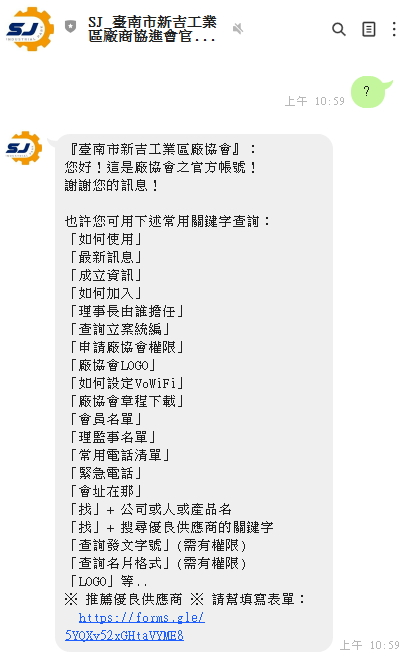 SJ_臺南市新吉工業
區廠商協進會官...
?
上午 10:59
SJ
『臺南市新吉工業區廠協會』：
您好！這是廠協會之官方帳號！
謝謝您的訊息！
也許您可用下述常用關鍵字查詢：
「如何使用」
「最新訊息」
「成立資訊」
「如何加入」
「理事長由誰擔任」
「查詢立案統編」
「申請廠協會權限」
「廠協會LOGO」
「如何設定VoWiFi」
「廠協會章程下載」
「會員名單」
「理監事名單」
「常用電話清單」
「緊急電話」
「會址在那」
「找」+ 公司或人或產品名
「找」+ 搜尋優良供應商的關鍵字
「查詢發文字號」(需有權限)
「查詢名片格式」(需有權限)
「LOGO」等..
※ 推薦優良供應商 ※ 請幫填寫表單：
https://forms.gle/
5YQXv52xGHtaVYME8
上午 10:59